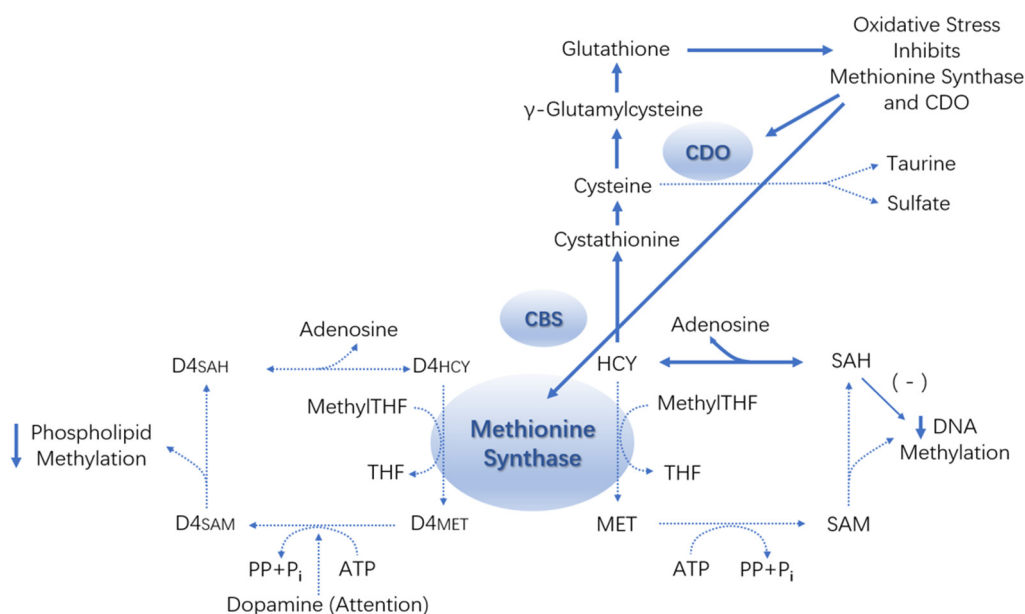 Oxidative Stress
Inhibits
Methionine Synthase
and CDO
Glutathione
γ-Glutamylcysteine
CDO
Cysteine
Taurine
Sulfate
Cystathionine
CBS
Adenosine
Adenosine
D4SAH
D4HCY
HCY
SAH
( - )
MethylTHF
MethylTHF
Phospholipid
Methylation
Methionine
Synthase
DNA
Methylation
THF
THF
D4SAM
D4MET
MET
SAM
PP+Pi
ATP
ATP
PP+Pi
Dopamine (Attention)